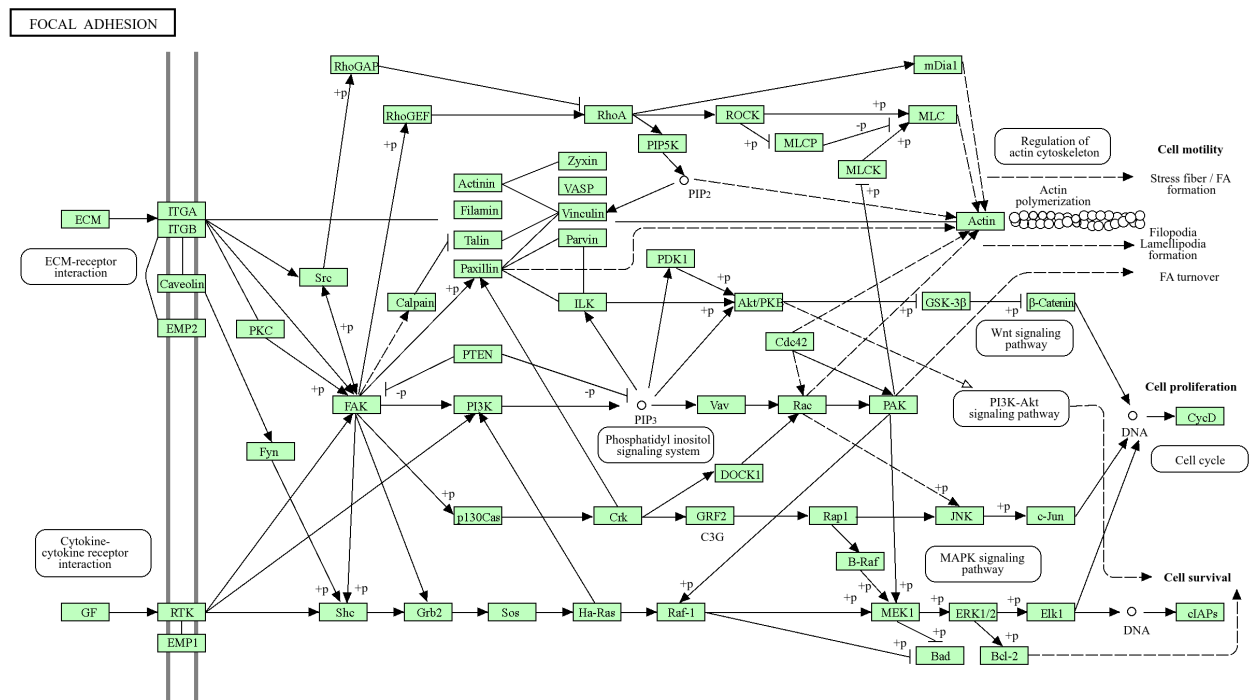 FOCAL ADHESION
RhoGAP
mDia1
+p
RhoGEF
RhoA
ROCK
+p
MLC
+p
PIP5K
+p
MLCP
-p
+p
Regulation of
actin cytoskeleton
Cell motility
Zyxin
MLCK
Actinin
VASP
PIP2
+p
Stress fiber / FA
formation
Actin
polymerization
ECM
ITGA
ITGB
Filamin
Vinculin
Actin
Talin
Parvin
Filopodia
Lamellipodia
formation
ECM-receptor
interaction
Caveolin
Src
Paxillin
PDK1
FA turnover
Calpain
+p
ILK
+p
+p
Akt/PKB
+p
GSK-3β
+p
β-Catenin
EMP2
PKC
+p
Cdc42
Wnt signaling
pathway
PTEN
+p
-p
-p
Cell proliferation
FAK
PI3K
PIP3
Vav
Rac
PAK
PI3K-Akt
signaling pathway
DNA
CycD
Phosphatidyl inositol
signaling system
Fyn
DOCK1
Cell cycle
+p
+p
p130Cas
Crk
GRF2
C3G
Rap1
JNK
+p
c-Jun
Cytokine-
cytokine receptor
interaction
B-Raf
MAPK signaling
pathway
Cell survival
+p
+p
+p
+p
+p
+p
+p
+p
GF
RTK
Shc
Grb2
Sos
Ha-Ras
Raf-1
MEK1
ERK1/2
Elk1
DNA
cIAPs
EMP1
+p
+p
+p
Bad
Bcl-2